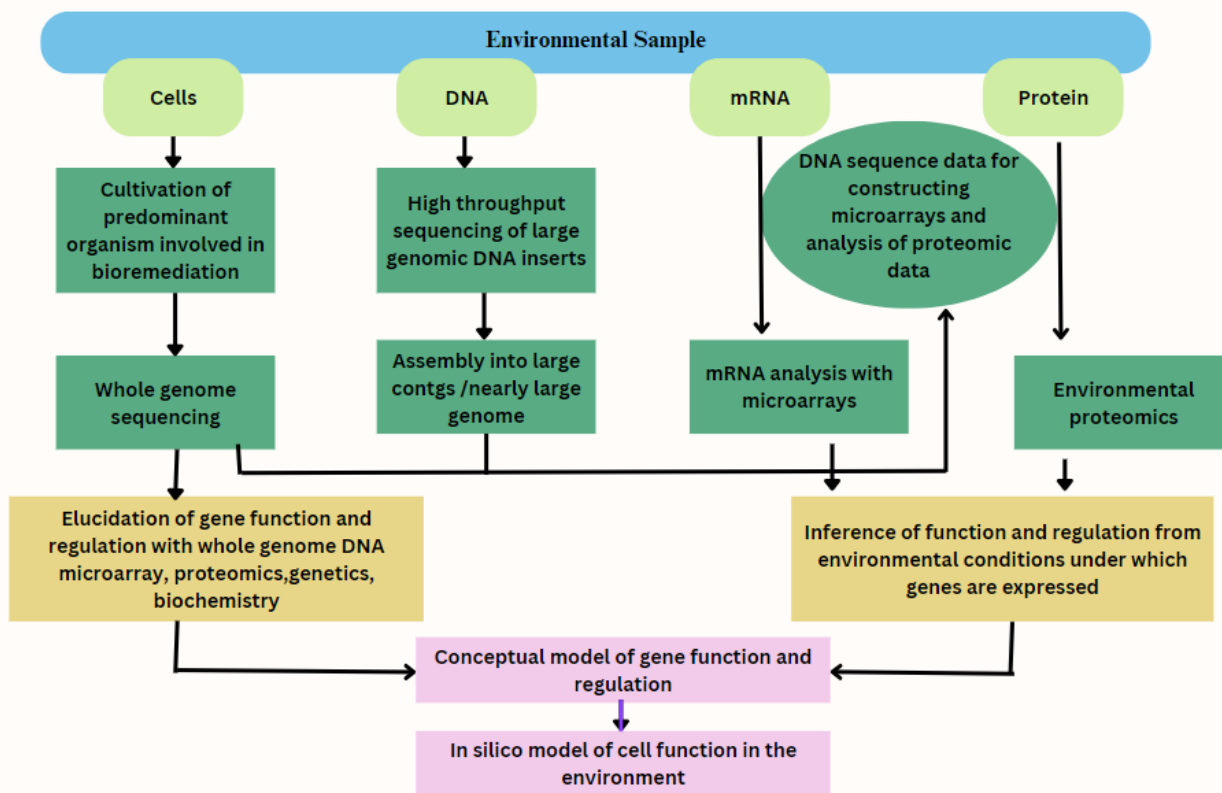 Environmental Sample
Cells
DNA
mRNA
Protein
Cultivation of
predominant
organism involved in
bioremediation
High throughput
sequencing of large
genomic DNA inserts
DNA sequence data for
constructing
microarrays and
analysis of proteomic
data
Whole genome
sequencing
Assembly into large
contgs /nearly large
genome
mRNA analysis with
microarrays
Environmental
proteomics
Elucidation of gene function and
regulation with whole genome DNA
microarray, proteomics,genetics,
biochemistry
Inference of function and regulation from
environmental conditions under which
genes are expressed
Conceptual model of gene function and
regulation
In silico model of cell function in the
environment